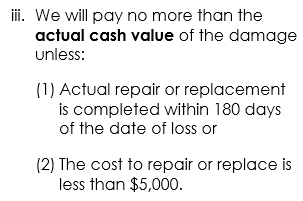 iii. We will pay no more than the
actual cash value of the damage
unless:
(1) Actual repair or replacement
is completed within 180 days
of the date of loss or
(2) The cost to repair or replace is
less than $5,000.